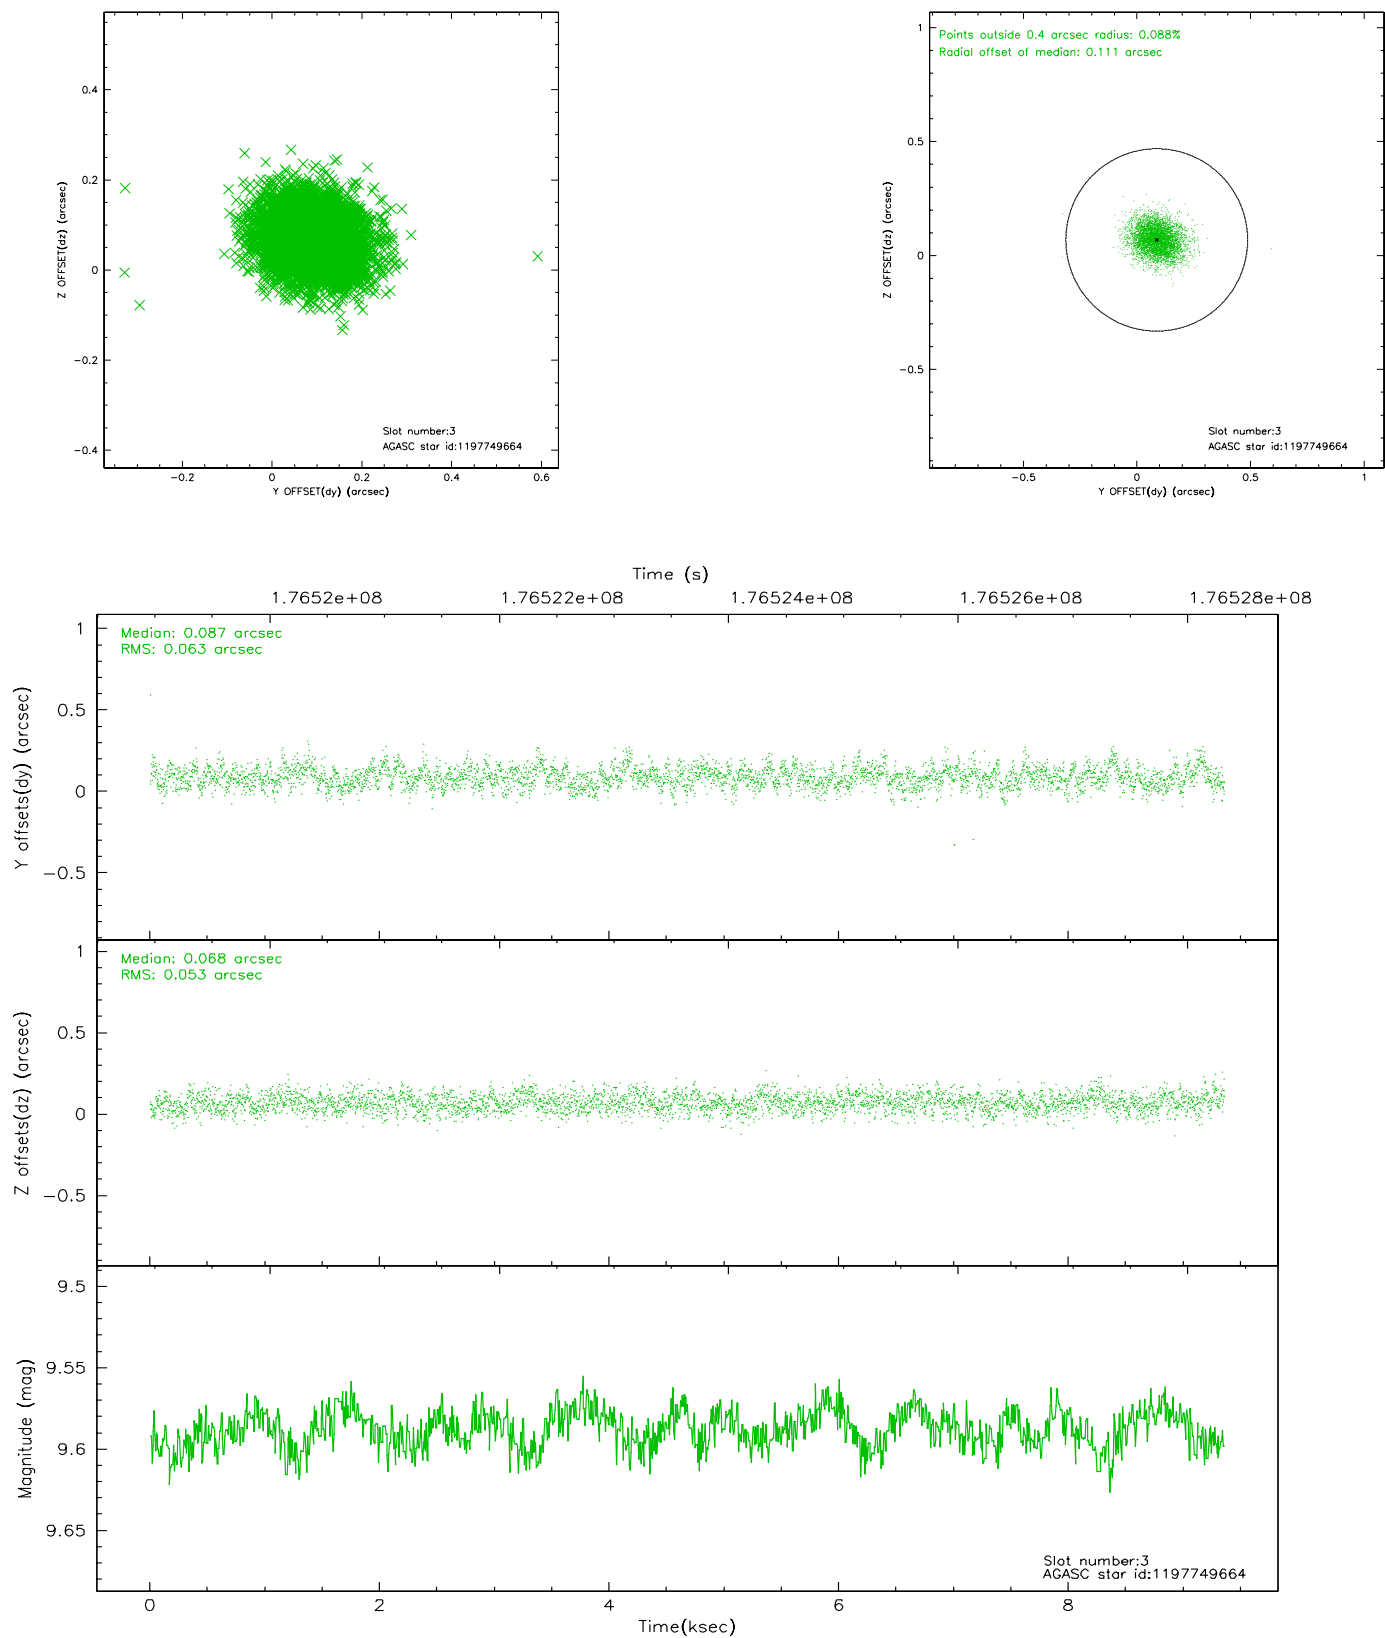 0.4
0.2
0
−0.2
−0.4
Z OFFSET(dz) (arcsec)
Slot number:3
AGASC star id:1197749664
−0.2
0
0.2
0.4
0.6
Y OFFSET(dy) (arcsec)
Points outside 0.4 arcsec radius: 0.088%
Radial offset of median: 0.111 arcsec
1
0.5
0
−0.5
Z OFFSET(dz) (arcsec)
Slot number:3
AGASC star id:1197749664
−0.5
0
0.5
1
Y OFFSET(dy) (arcsec)
Time (s)
1.7652e+08
1.76522e+08
1.76524e+08
1.76526e+08
1.76528e+08
Median: 0.087 arcsec
RMS: 0.063 arcsec
1
0.5
0
−0.5
Y offsets(dy) (arcsec)
Median: 0.068 arcsec
RMS: 0.053 arcsec
1
0.5
0
−0.5
Z offsets(dz) (arcsec)
9.5
9.55
9.6
9.65
Magnitude (mag)
Slot number:3
AGASC star id:1197749664
0
2
4
6
8
Time(ksec)